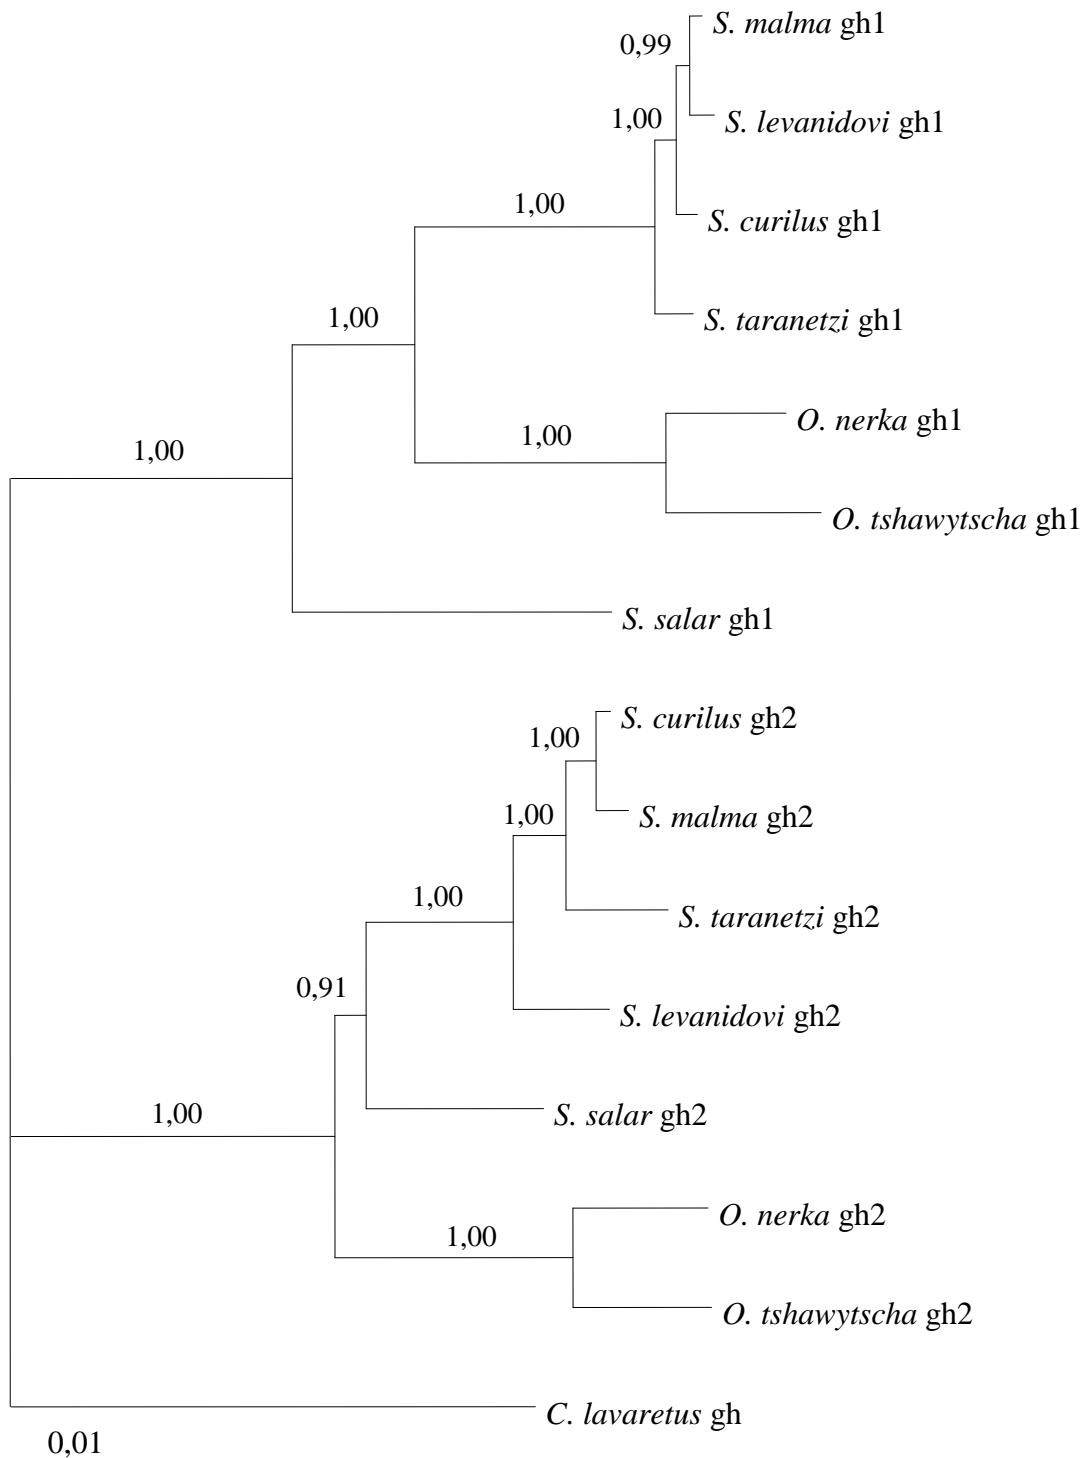 S. malma gh1
0,99
S. levanidovi gh1
1,00
S. curilus gh1
1,00
S. taranetzi gh1
1,00
O. nerka gh1
1,00
1,00
O. tshawytscha gh1
S. salar gh1
S. curilus gh2
1,00
S. malma gh2
1,00
1,00
S. taranetzi gh2
0,91
S. levanidovi gh2
1,00
S. salar gh2
O. nerka gh2
1,00
O. tshawytscha gh2
C. lavaretus gh
0,01